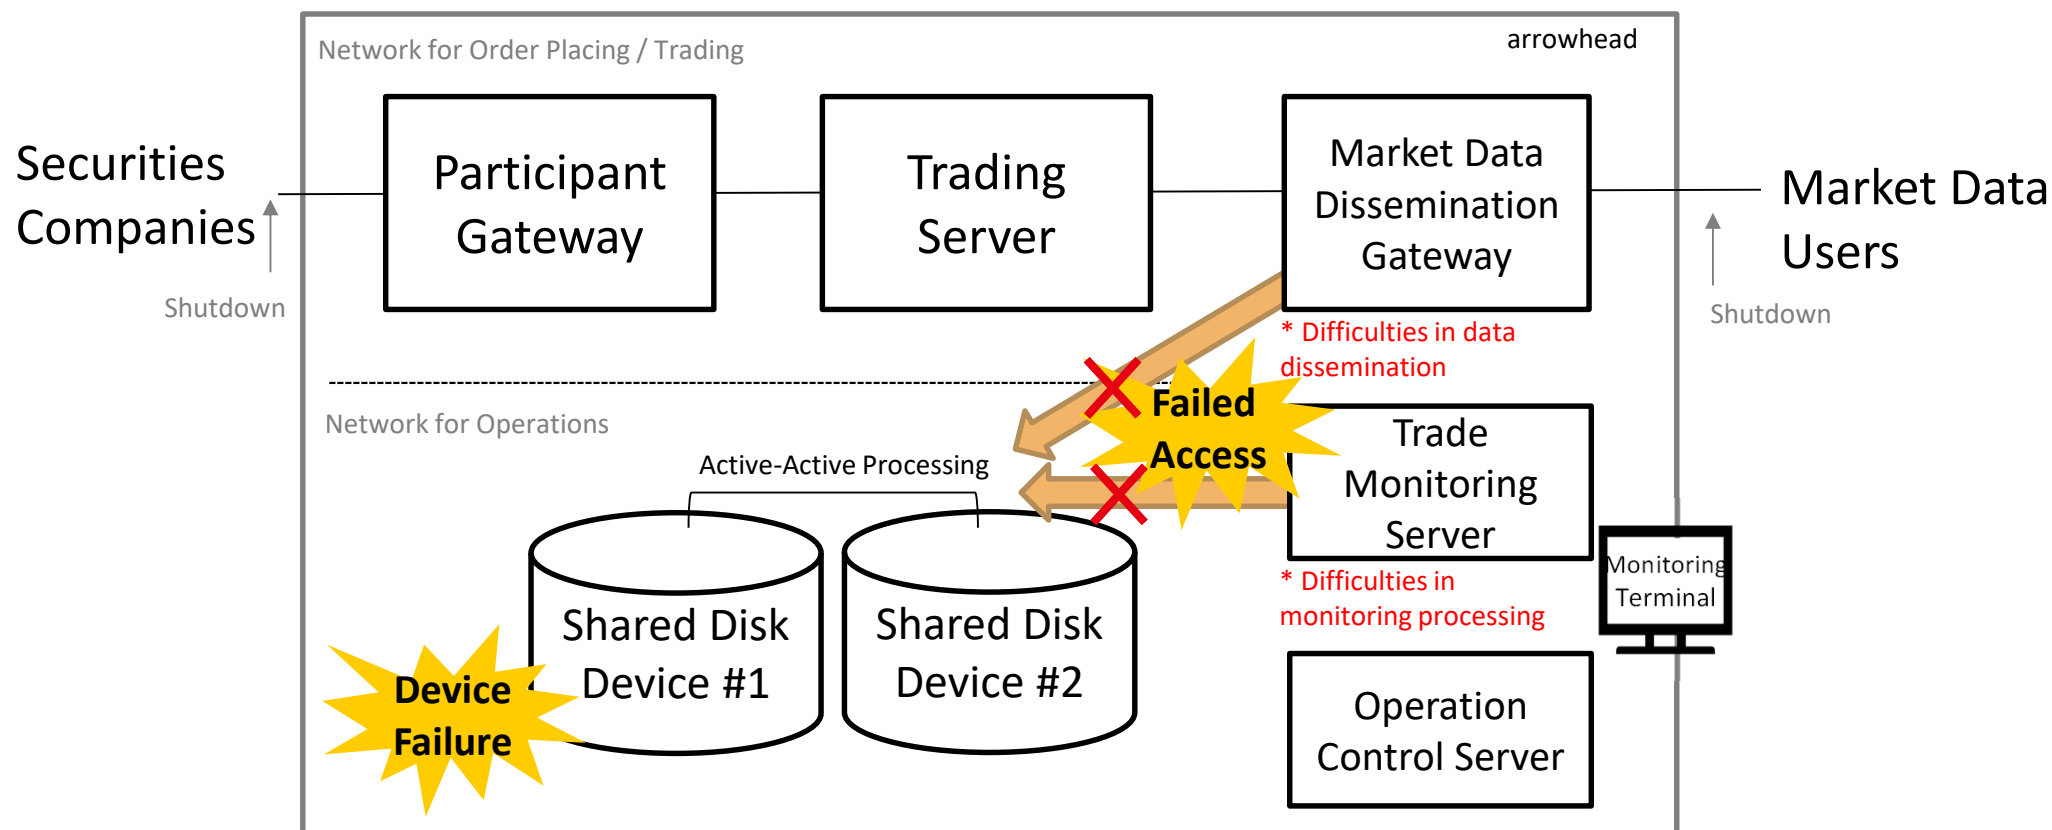 Network for Order Placing / Trading
arrowhead
Securities
Companies
Participant
Gateway
Trading
Server
Market Data
Dissemination
Gateway
Market Data
Users
Shutdown
Shutdown
* Difficulties in data
dissemination
Network for Operations
Failed
Access
Active-Active Processing
Trade
Monitoring
Server
Monitoring
Terminal
* Difficulties in
monitoring processing
Shared Disk
Device #1
Shared Disk
Device #2
Device
Failure
Operation
Control Server